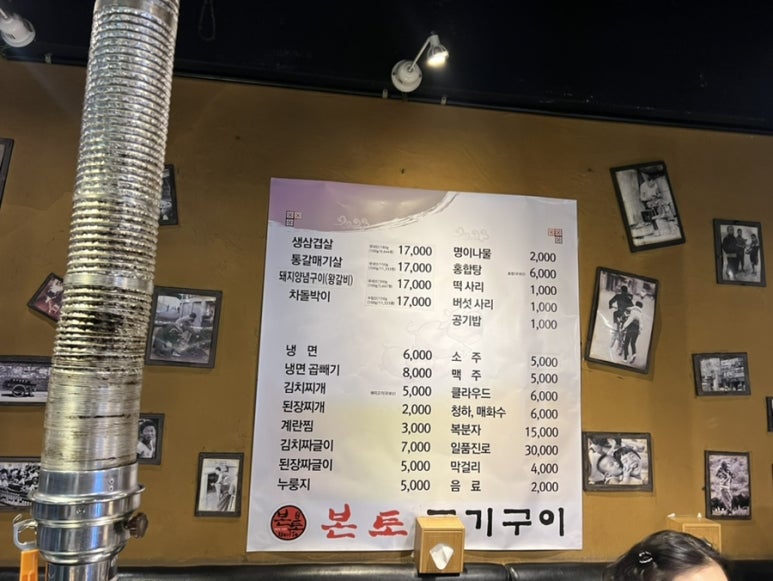 생삼겹살 17,000
통갈매기살 17,000
돼지양념구이(왕갈비) 17,000
차돌박이 17,000
명이나물 2,000
홍합탕 6,000
떡 사리 1,000
버섯 사리 1,000
공기밥 1,000
냉 면 6,000
냉면 곱빼기 8,000
김치찌개 5,000
된장찌개 2,000
계란찜 3,000
김치짜글이 7,000
된장짜글이 5,000
누룽지 5,000
소 주 5,000
맥 주 5,000
클라우드 6,000
청하, 매화수 6,000
복분자 15,000
일품진로 30,000
막걸리 4,000
음 료 2,000
본토 본 토 기구이